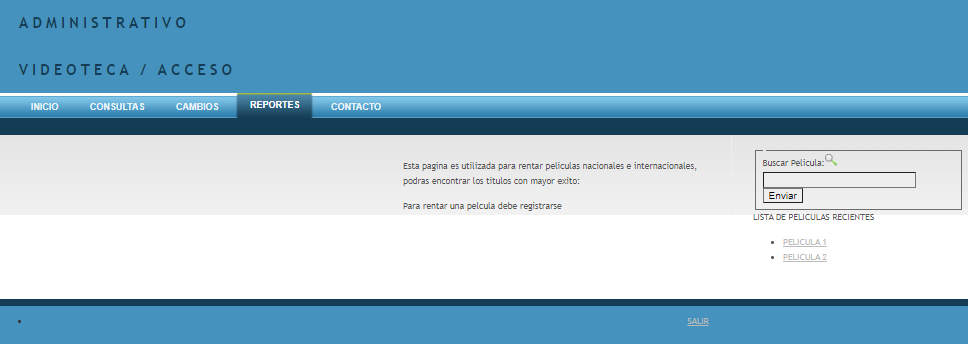 ADMINISTRATIVO
VIDEOTECA / ACCESO
INICIO CONSULTAS CAMBIOS REPORTES CONTACTO
Esta pagina es utilizada para rentar peliculas nacionales e internacionales,
podras encontrar los titulos con mayor exito:
Para rentar una pelcula debe registrarse
Buscar Pelicula:
Enviar
LISTA DE PELICULAS RECIENTES
PELICULA 1
PELICULA 2
SALIR